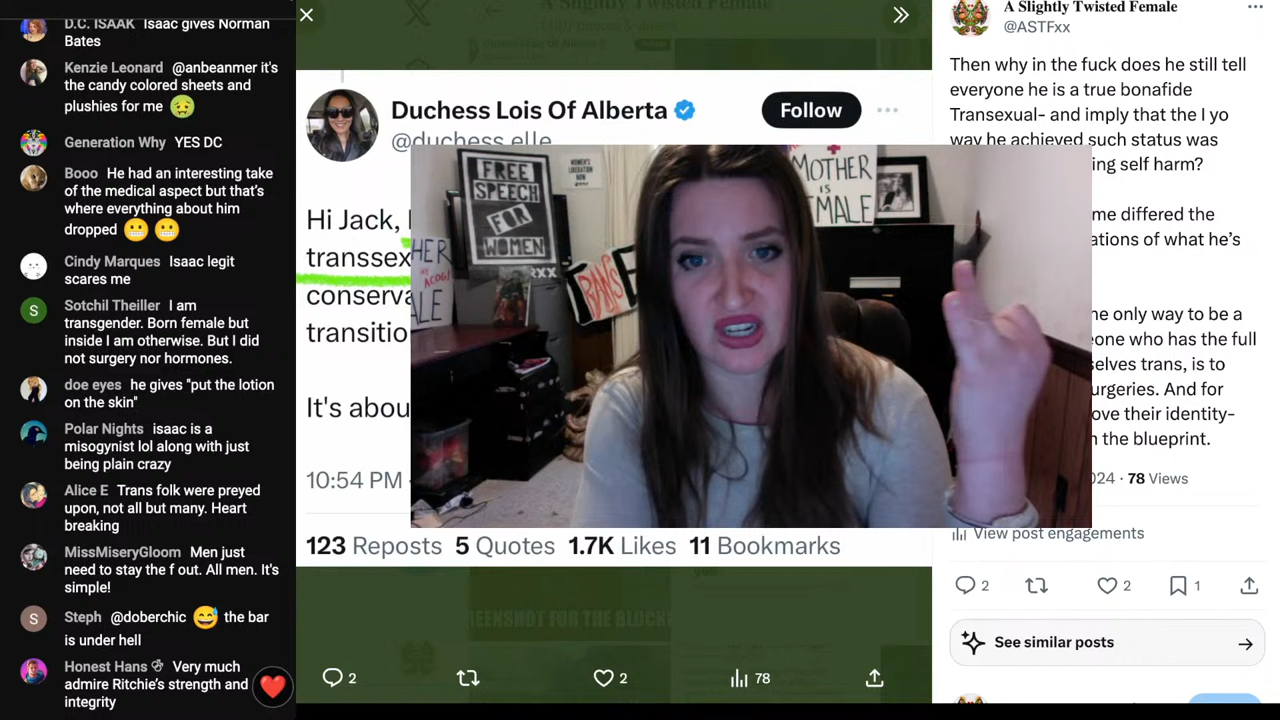 D.C. ISAAK Isaac gives Norman
Bates
Kenzie Leonard @anbeanmer it's
the candy colored sheets and
plushies for me 🤢
Generation Why YES DC
Booo He had an interesting take
of the medical aspect but that's
where everything about him
dropped 😬 😬
Cindy Marques Isaac legit
scares me
S
Sotchil Theiller I am
transgender. Born female but
inside I am otherwise. But I did
not surgery nor hormones.
doe eyes he gives "put the lotion
on the skin"
Polar Nights isaac is a
misogynist lol along with just
being plain crazy
Alice E Trans folk were preyed
upon, not all but many. Heart
breaking
MissMiseryGloom Men just
need to stay the f out. All men. It's
simple!
S
Steph @doberchic 😅 the bar
is under hell
Honest Hans Very much
admire Ritchie's strength and
integrity
Duchess Lois Of Alberta
Follow
@duchess elle
Hi Jack,
transsex
conserva
transitio
It's abou
10:54 PM
123 Reposts 5 Quotes 1.7K Likes 11 Bookmarks
2
2
78
FREE
SPEECH
FOR
WOMEN
WOMEN'S
LIBERATION
MOTHER
IS
HER
ALE
XX
A Slightly Twisted Female
@ASTFxx
Then why in the fuck does he still tell
everyone he is a true bonafide
Transexual- and imply that the I yo
way he achieved such status was
ing self harm?
me differed the
ations of what he's
ne only way to be a
eone who has the full
selves trans, is to
urgeries. And for
ove their identity-
n the blueprint.
024 · 78 Views
View post engagements
2
2
1
See similar posts